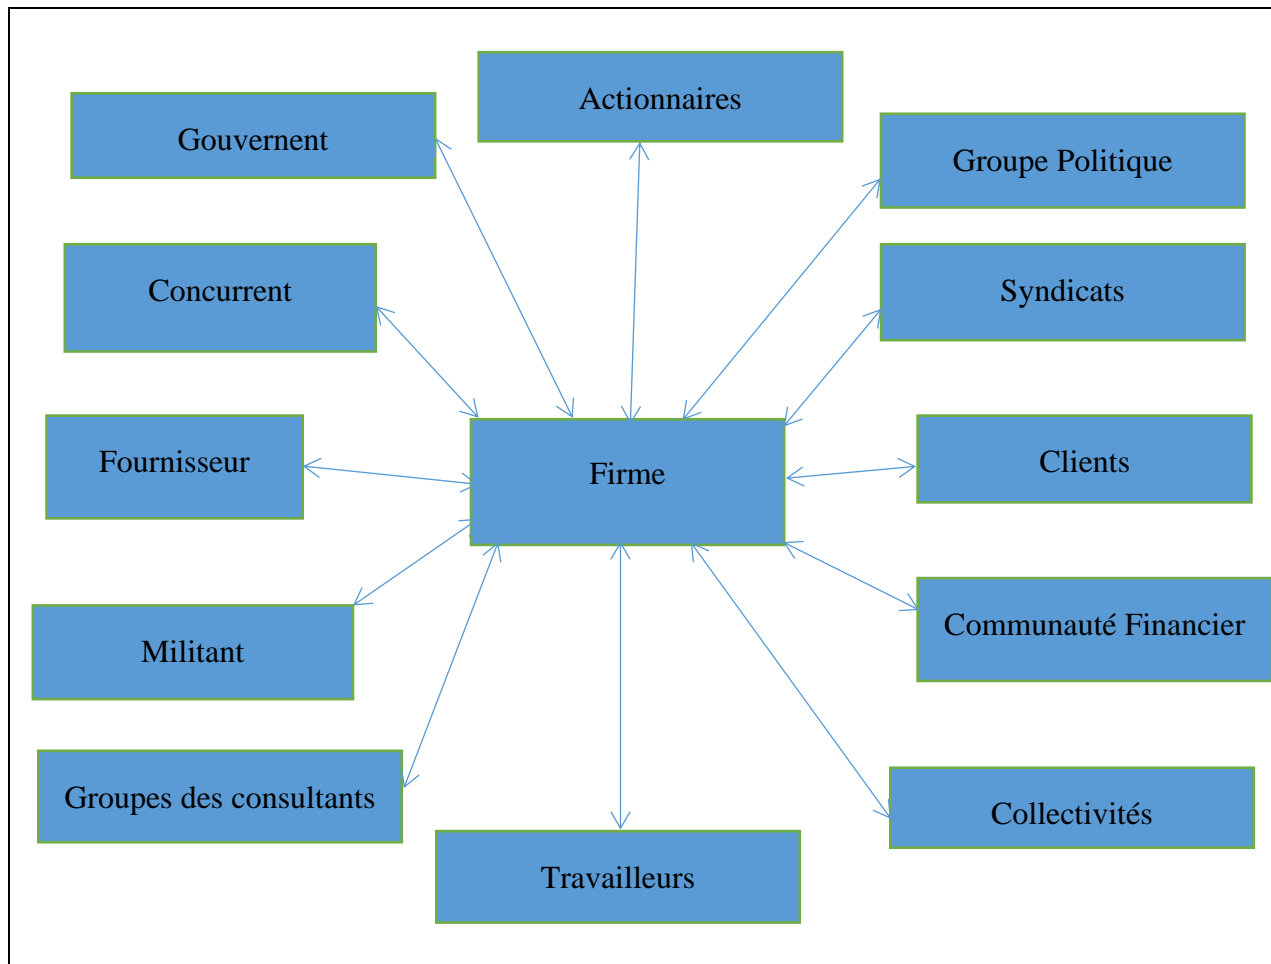 Actionnaires
Gouvernent
Groupe Politique
Concurrent
Syndicats
Fournisseur
Firme
Clients
Militant
Communauté Financier
Groupes des consultants
Collectivités
Travailleurs